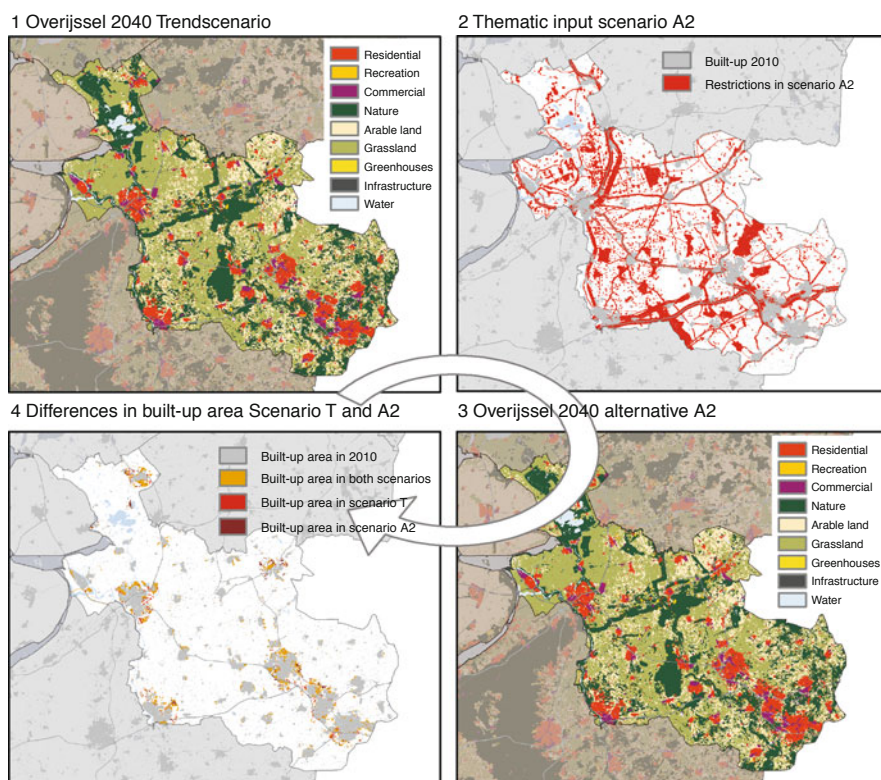 1 Overijssel 2040 Trendscenario
Residential
Recreation
Commercial
Nature
Arable land
Grassland
Greenhouses
Infrastructure
Water
2 Thematic input scenario A2
Built-up 2010
Restrictions in scenario A2
4 Differences in built-up area Scenario T and A2
Built-up area in 2010
Built-up area in both scenarios
Built-up area in scenario T
Built-up area in scenario A2
3 Overijssel 2040 alternative A2
Residential
Recreation
Commercial
Nature
Arable land
Grassland
Greenhouses
Infrastructure
Water